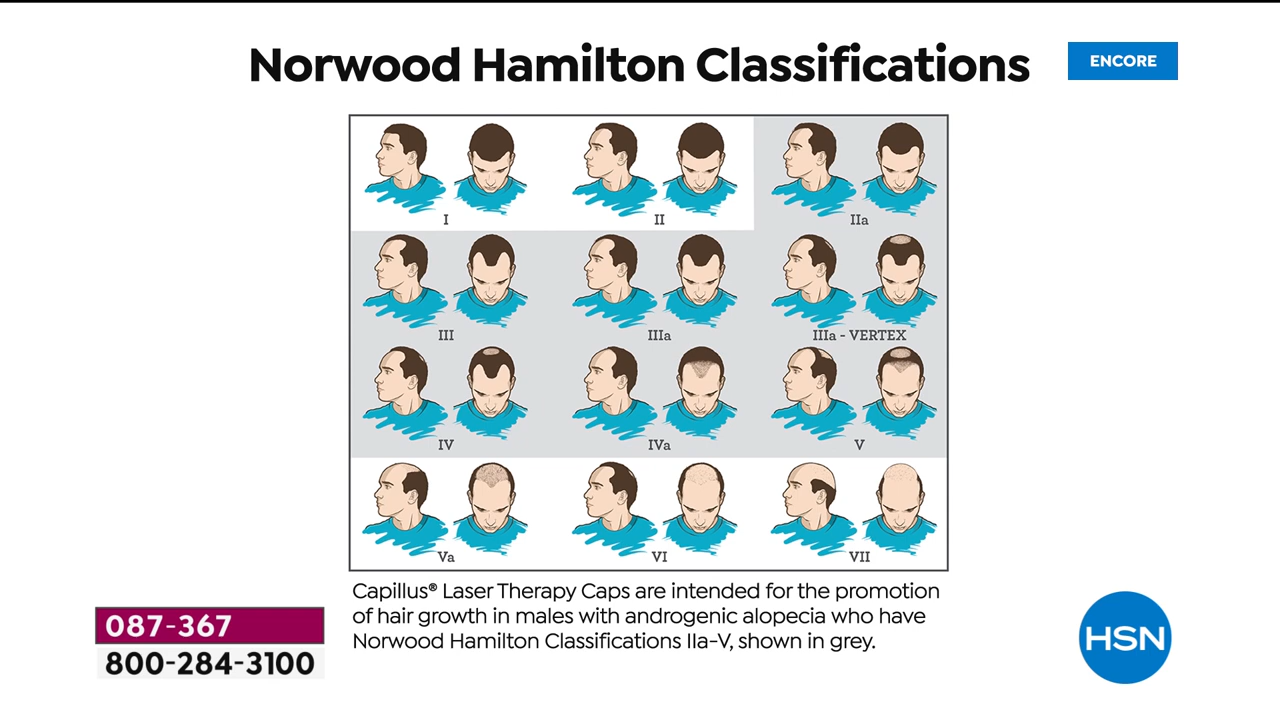 Norwood Hamilton Classifications
ENCORE
I
II
IIa
III
IIIa
IIIa - VERTEX
IV
IVa
V
Va
VI
VII
Capillus® Laser Therapy Caps are intended for the promotion
of hair growth in males with androgenic alopecia who have
Norwood Hamilton Classifications IIa-V, shown in grey.
087-367
800-284-3100
HSN